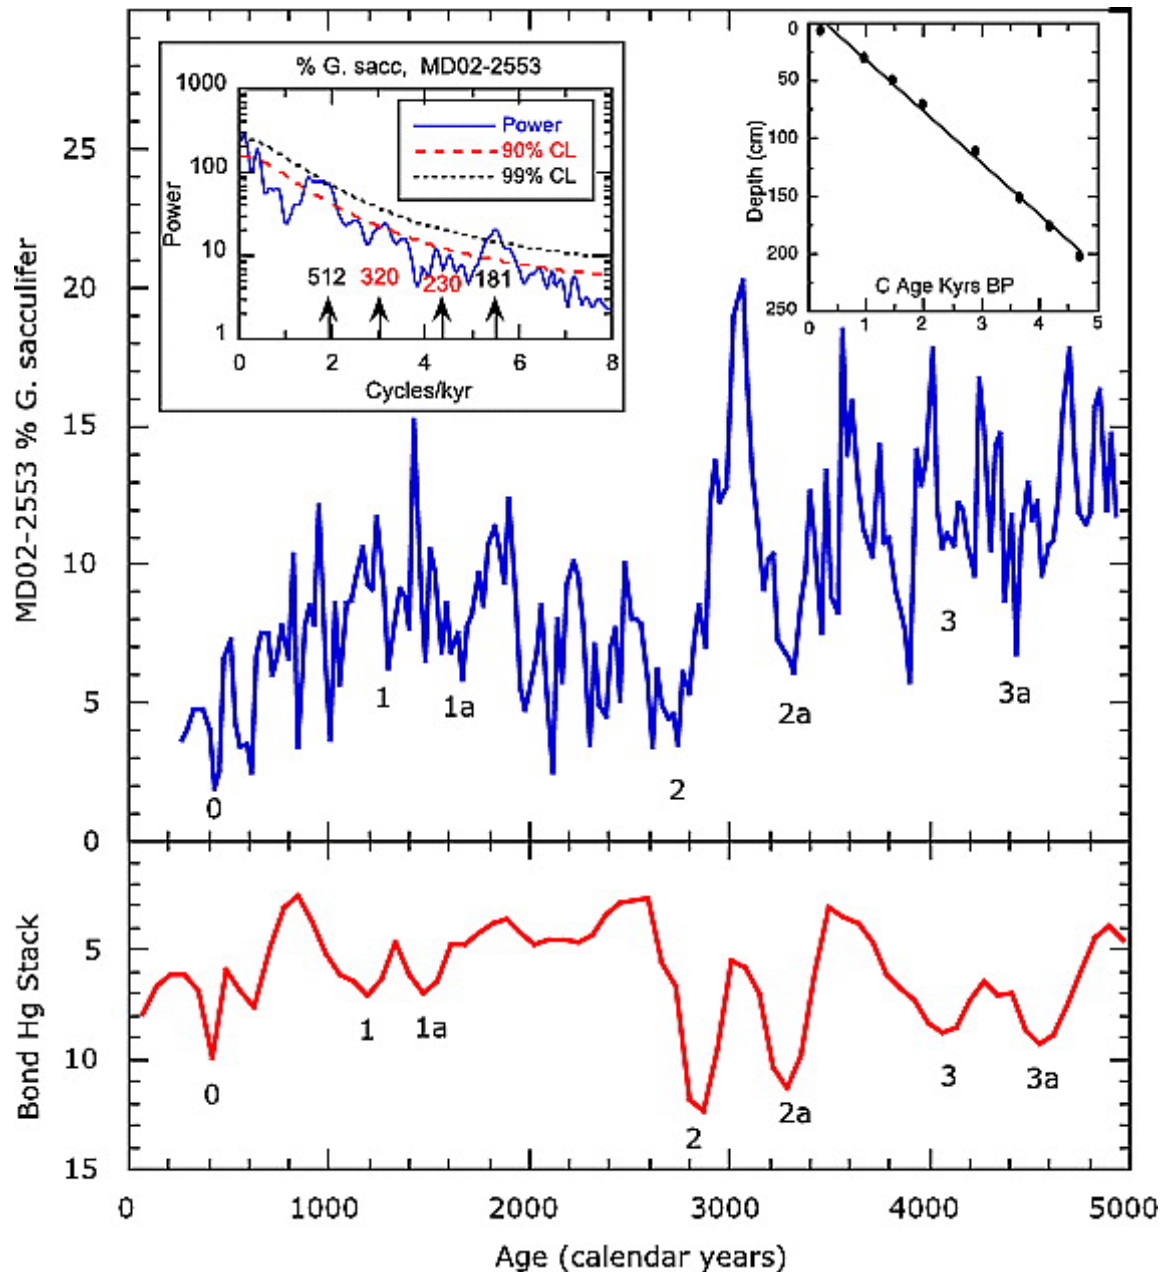 % G. sacc, MD02-2553
1000
100
10
1
Power
Power
90% CL
99% CL
512
320
230
181
0
2
4
6
8
Cycles/kyr
0
50
100
150
200
250
Depth (cm)
C Age Kyrs BP
0
1
2
3
4
5
MD02-2553 % G. sacculifer
25
20
15
10
5
0
0
1
1a
2
2a
3
3a
Bond Hg Stack
5
10
15
0
1
1a
2
2a
3
3a
0
1000
2000
3000
4000
5000
Age (calendar years)